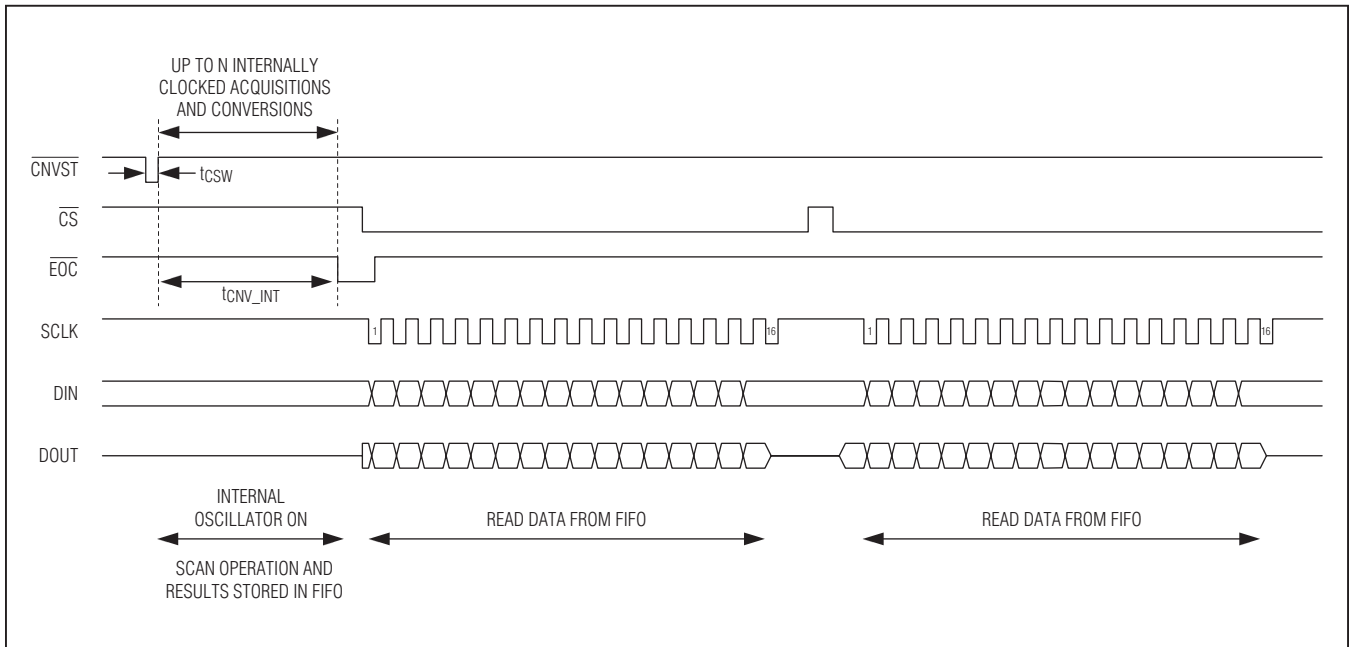 UP TO N INTERNALLY
CLOCKED ACQUISITIONS
AND CONVERSIONS
CNVST
tCSW
CS
EOC
tCNV_INT
SCLK
1
16
1
16
DIN
DOUT
INTERNAL
OSCILLATOR ON
READ DATA FROM FIFO
READ DATA FROM FIFO
SCAN OPERATION AND
RESULTS STORED IN FIFO